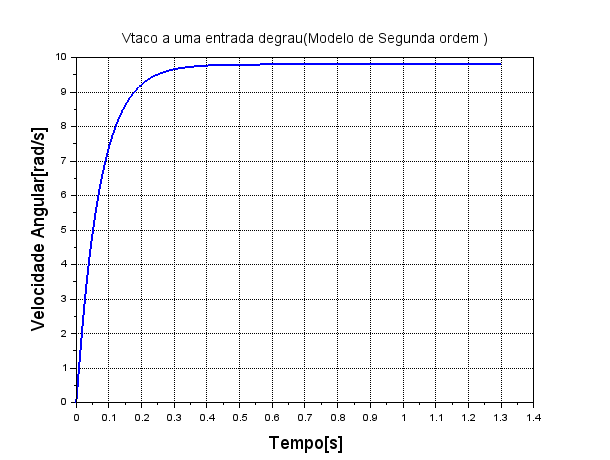 Vtaco a uma entrada degrau(Modelo de Segunda ordem )
10
9
8
7
6
5
4
3
2
1
0
Velocidade Angular[rad/s]
0 0.1 0.2 0.3 0.4 0.5 0.6 0.7 0.8 0.9 1 1.1 1.2 1.3 1.4
Tempo[s]